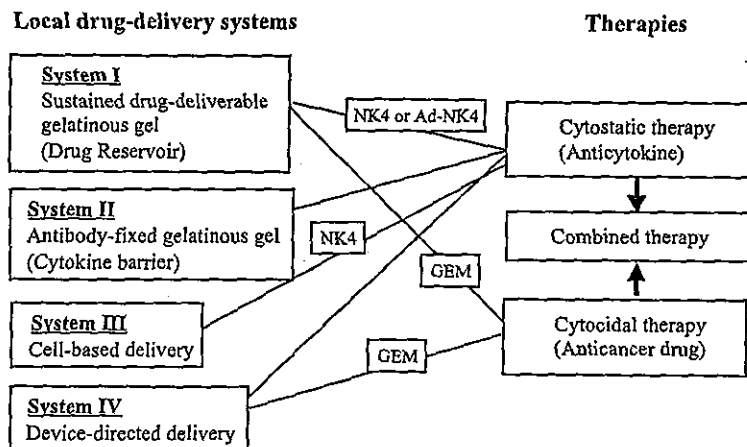 Local drug-delivery systems
Therapies
System I
Sustained drug-deliverable
gelatinous gel
(Drug Reservoir)
NK4 or Ad-NK4
Cytostatic therapy
(Anticytokine)
System II
Antibody-fixed gelatinous gel
(Cytokine barrier)
NK4
Combined therapy
GEM
System III
Cell-based delivery
Cytocidal therapy
(Anticancer drug)
GEM
System IV
Device-directed delivery